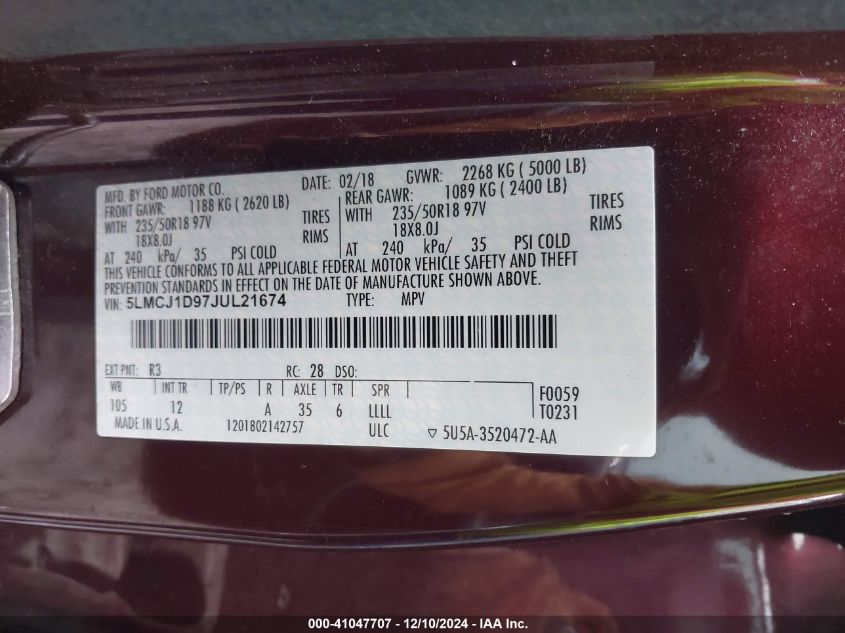 MFD. BY FORD MOTOR CO. DATE: 02/18 GVWR: 2268 KG ( 5000 LB)
FRONT GAWR: 1188 KG ( 2620 LB) REAR GAWR: 1089 KG ( 2400 LB)
WITH 235/50R18 97V TIRES WITH 235/50R18 97V TIRES
18X8.0J RIMS 18X8.0J RIMS
AT 240 kPa/ 35 PSI COLD AT 240 kPa/ 35 PSI COLD
THIS VEHICLE CONFORMS TO ALL APPLICABLE FEDERAL MOTOR VEHICLE SAFETY AND THEFT
PREVENTION STANDARDS IN EFFECT ON THE DATE OF MANUFACTURE SHOWN ABOVE.
VIN: 5LMCJ1D97JUL21674 TYPE: MPV
EXT PNT: R3 RC: 28 DSO:
WB INT TR TP/PS R AXLE TR SPR F0059
105 12 A 35 6 LLLL T0231
MADE IN U.S.A. 1201802142757 ULC ▽ 5U5A-3520472-AA
000-41047707 - 12/10/2024 - IAA Inc.